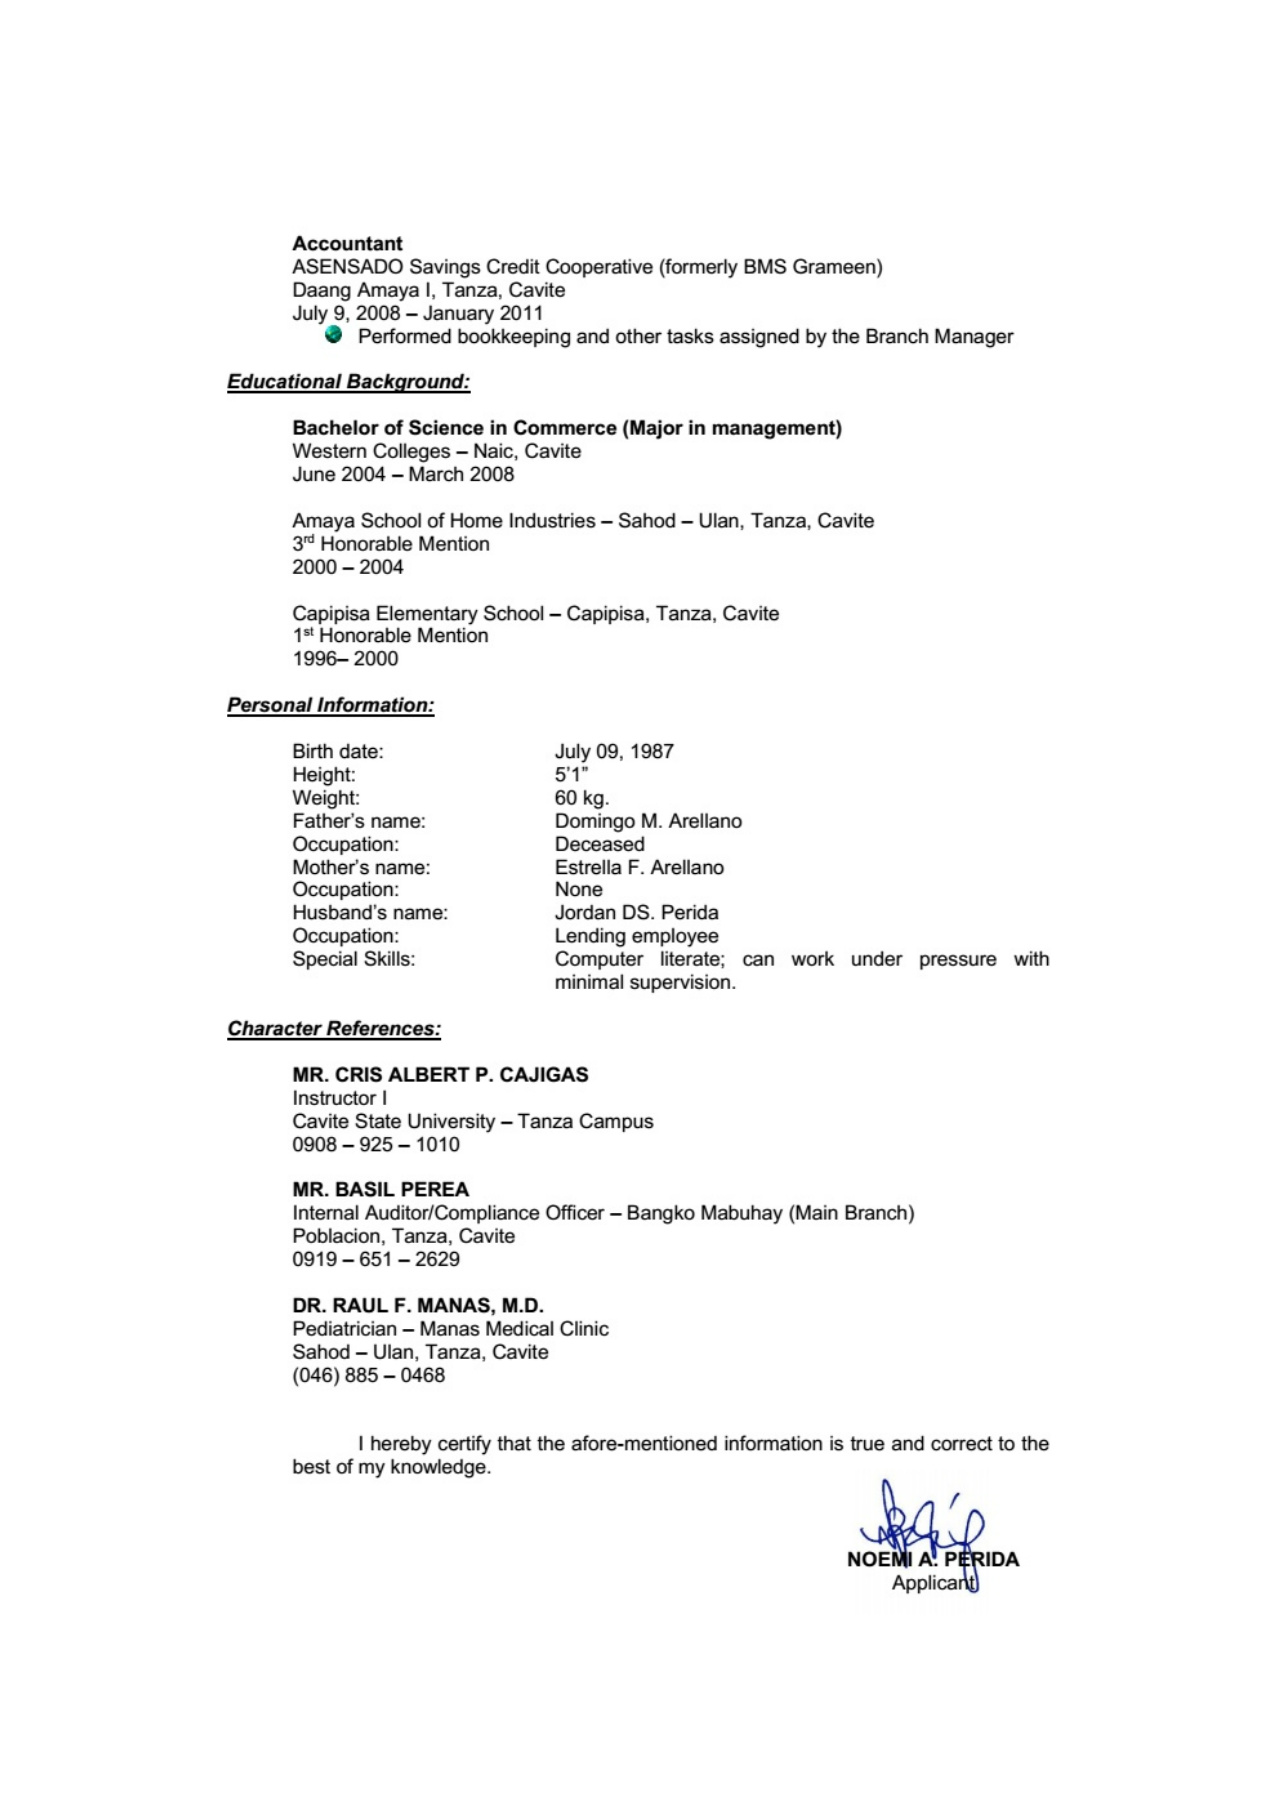 Accountant
ASENSADO Savings Credit Cooperative (formerly BMS Grameen)
Daang Amaya I, Tanza, Cavite
July 9, 2008 – January 2011
Performed bookkeeping and other tasks assigned by the Branch Manager
Educational Background:
Bachelor of Science in Commerce (Major in management)
Western Colleges – Naic, Cavite
June 2004 – March 2008
Amaya School of Home Industries – Sahod – Ulan, Tanza, Cavite
3rd Honorable Mention
2000 – 2004
Capipisa Elementary School – Capipisa, Tanza, Cavite
1st Honorable Mention
1996– 2000
Personal Information:
Birth date: July 09, 1987
Height: 5'1”
Weight: 60 kg.
Father's name: Domingo M. Arellano
Occupation: Deceased
Mother's name: Estrella F. Arellano
Occupation: None
Husband's name: Jordan DS. Perida
Occupation: Lending employee
Special Skills: Computer literate; can work under pressure with
minimal supervision.
Character References:
MR. CRIS ALBERT P. CAJIGAS
Instructor I
Cavite State University – Tanza Campus
0908 – 925 – 1010
MR. BASIL PEREA
Internal Auditor/Compliance Officer – Bangko Mabuhay (Main Branch)
Poblacion, Tanza, Cavite
0919 – 651 – 2629
DR. RAUL F. MANAS, M.D.
Pediatrician – Manas Medical Clinic
Sahod – Ulan, Tanza, Cavite
(046) 885 – 0468
I hereby certify that the afore-mentioned information is true and correct to the
best of my knowledge.
NOEMI A. PERIDA
Applicant